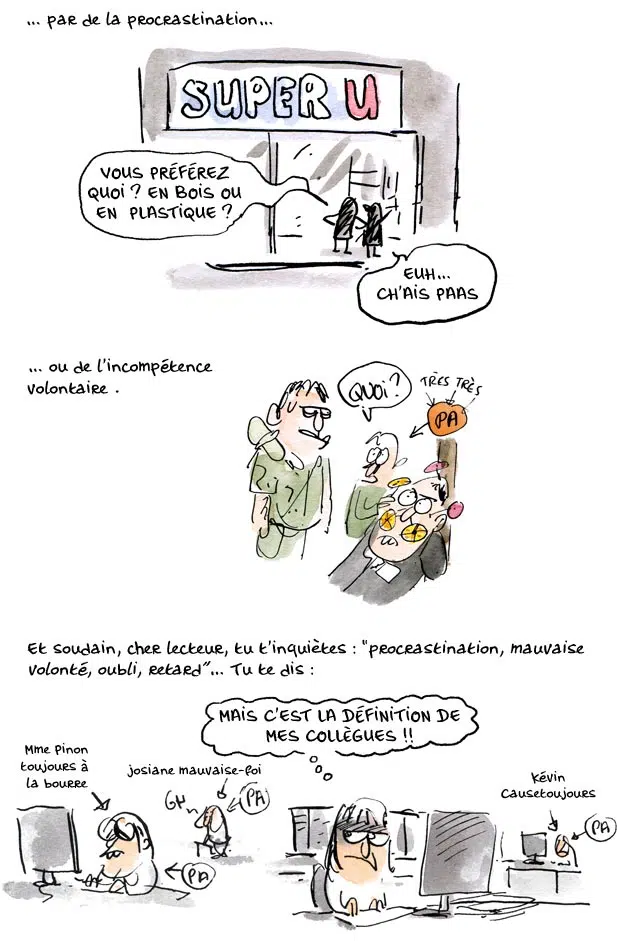 ... par de la procrastination...
SUPER U
VOUS PRÉFÉREZ
QUOI ? EN BOIS OU
EN PLASTIQUE ?
EUH...
CH'AIS PAAS
... ou de l'incompétence
volontaire .
QUOI ?
TRÈS TRÈS
PA
Et soudain, cher lecteur, tu t'inquiètes : "procrastination, mauvaise
volonté, oubli, retard"... Tu te dis :
MAIS C'EST LA DÉFINITION DE
MES COLLÈGUES !!
Mme Pinon
toujours à
la bourre
josiane mauvaise-foi
Kévin
Causetoujours
PA
PA
PA